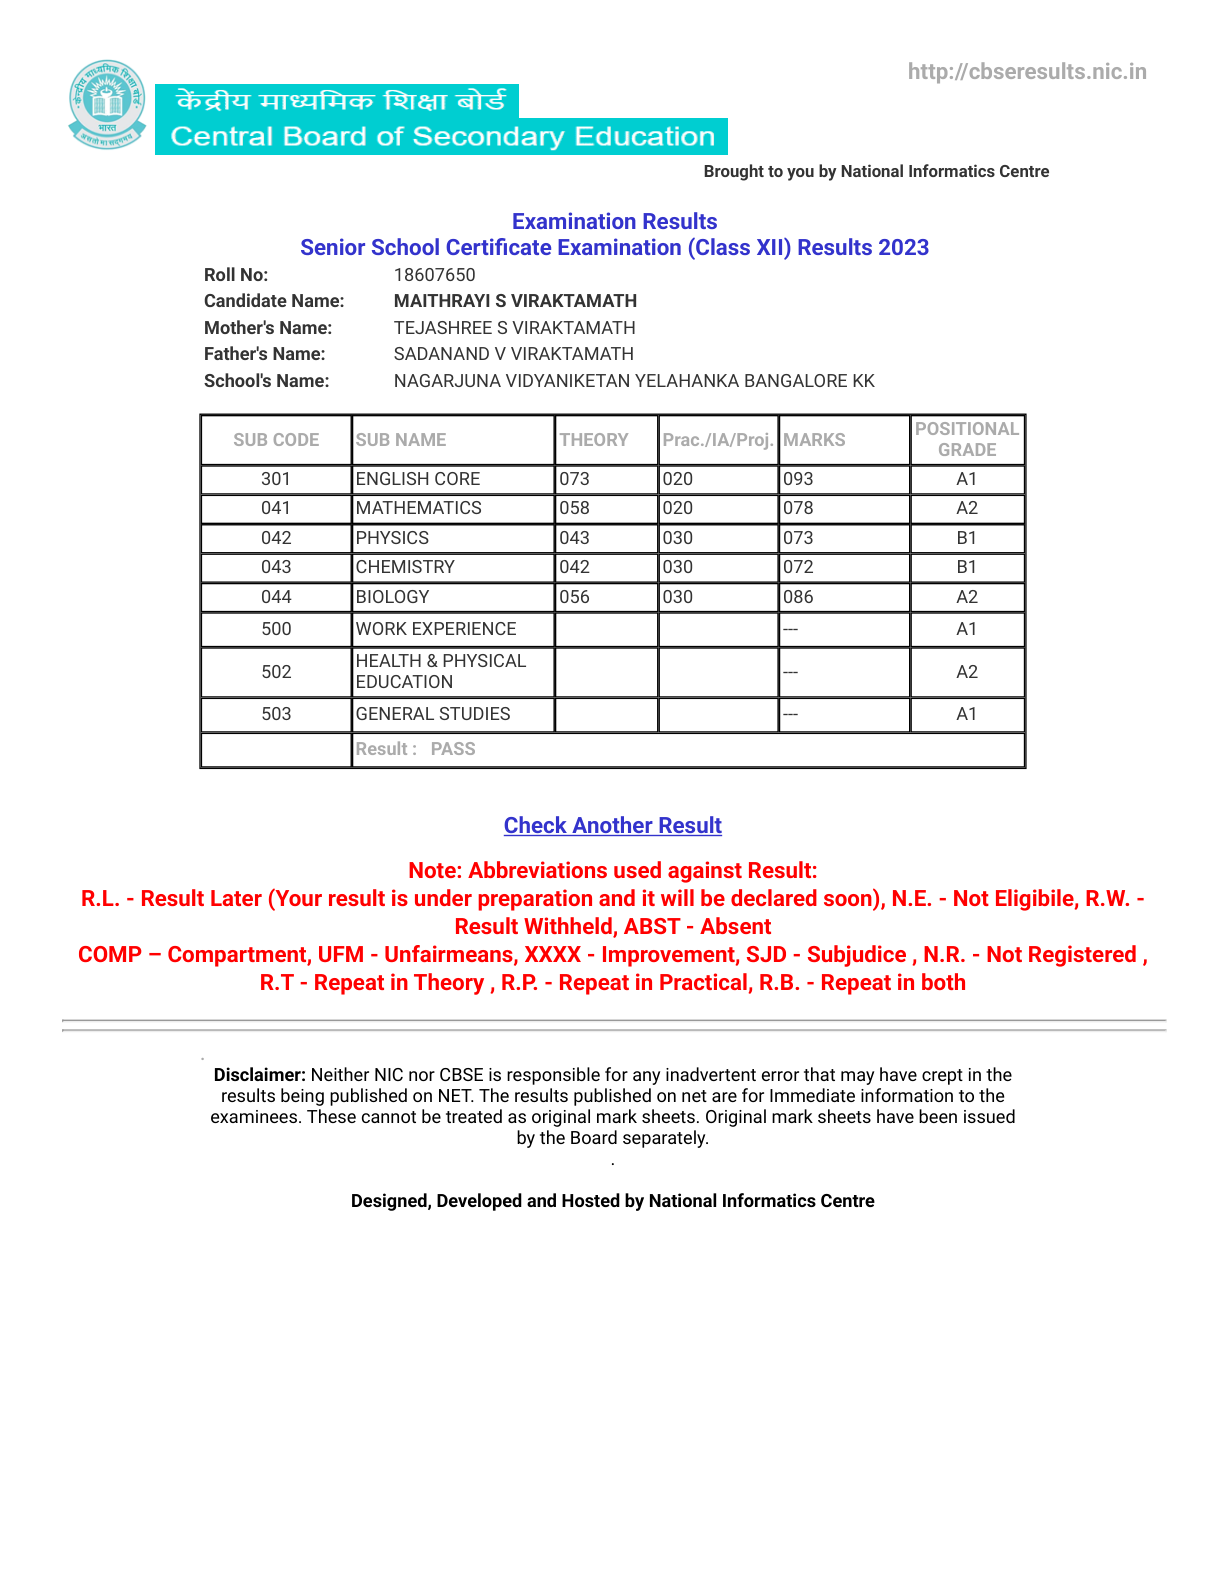 http://cbseresults.nic.in
केंद्रीय माध्यमिक शिक्षा बोर्ड
भारत
असतो मा सद्गमय
केंद्रीय माध्यमिक शिक्षा बोर्ड
Central Board of Secondary Education
Brought to you by National Informatics Centre
Examination Results
Senior School Certificate Examination (Class XII) Results 2023
Roll No: 18607650
Candidate Name: MAITHRAYI S VIRAKTAMATH
Mother's Name: TEJASHREE S VIRAKTAMATH
Father's Name: SADANAND V VIRAKTAMATH
School's Name: NAGARJUNA VIDYANIKETAN YELAHANKA BANGALORE KK
SUB CODE SUB NAME THEORY Prac./IA/Proj. MARKS POSITIONAL
GRADE
301 ENGLISH CORE 073 020 093 A1
041 MATHEMATICS 058 020 078 A2
042 PHYSICS 043 030 073 B1
043 CHEMISTRY 042 030 072 B1
044 BIOLOGY 056 030 086 A2
500 WORK EXPERIENCE --- A1
502 HEALTH & PHYSICAL
EDUCATION --- A2
503 GENERAL STUDIES --- A1
Result : PASS
Check Another Result
Note: Abbreviations used against Result:
R.L. - Result Later (Your result is under preparation and it will be declared soon), N.E. - Not Eligibile, R.W. -
Result Withheld, ABST - Absent
COMP – Compartment, UFM - Unfairmeans, XXXX - Improvement, SJD - Subjudice , N.R. - Not Registered ,
R.T - Repeat in Theory , R.P. - Repeat in Practical, R.B. - Repeat in both
.
Disclaimer: Neither NIC nor CBSE is responsible for any inadvertent error that may have crept in the
results being published on NET. The results published on net are for Immediate information to the
examinees. These cannot be treated as original mark sheets. Original mark sheets have been issued
by the Board separately.
.
Designed, Developed and Hosted by National Informatics Centre